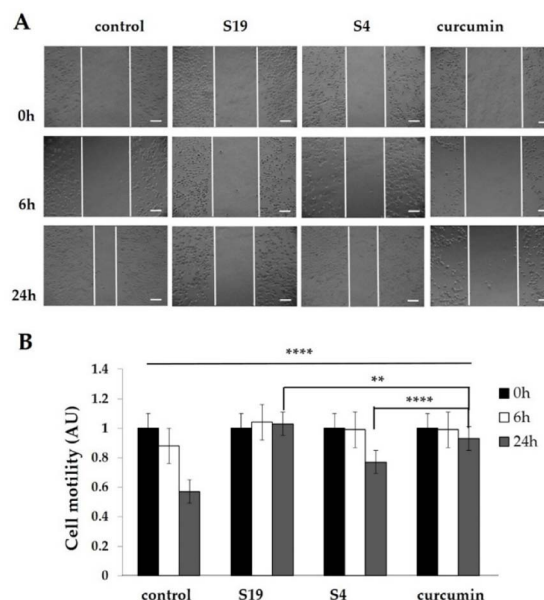 A
control S19 S4 curcumin
0h
6h
24h
B
****
**
****
1.4
1.2
1
0.8
0.6
0.4
0.2
0
Cell motility (AU)
0h
6h
24h
control S19 S4 curcumin